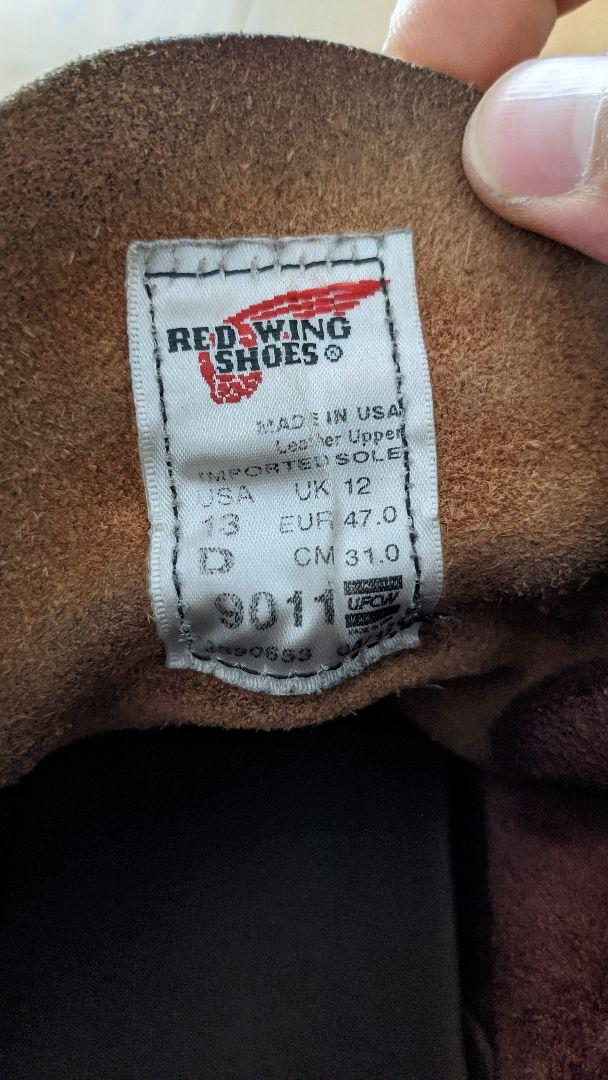 RED WING
SHOES®
MADE IN USA
Leather Upper
IMPORTED SOLE
USA UK 12
13 EUR 47.0
D CM 31.0
9011 UFCW